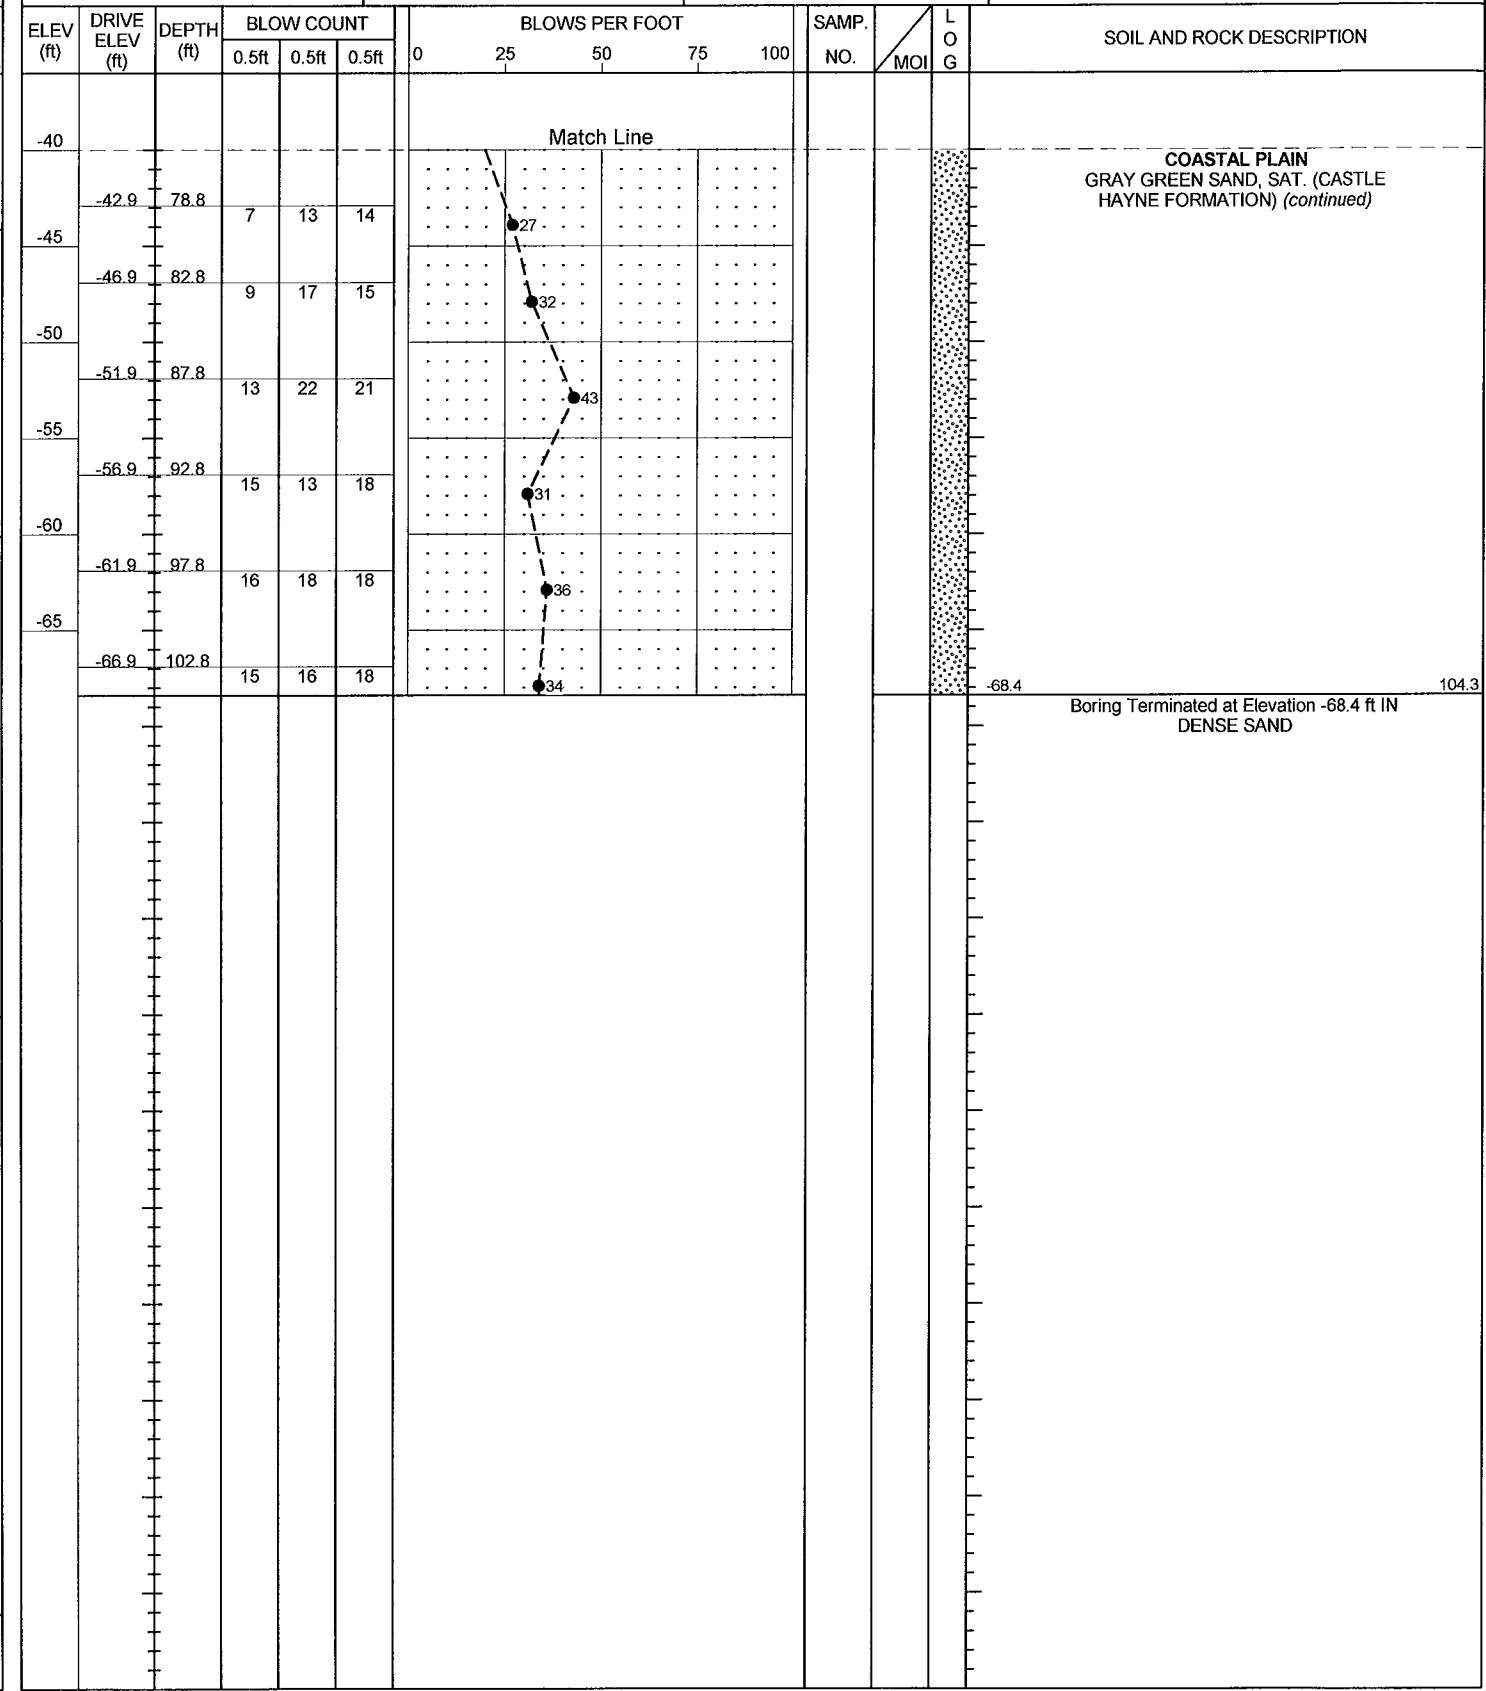 ELEV (ft) DRIVE ELEV (ft) DEPTH (ft) BLOW COUNT BLOWS PER FOOT SAMP. NO. MOI LOG SOIL AND ROCK DESCRIPTION
0.5ft 0.5ft 0.5ft 0 25 50 75 100
Match Line
-40
COASTAL PLAIN
GRAY GREEN SAND, SAT. (CASTLE
HAYNE FORMATION) (continued)
-42.9 78.8
7 13 14
27
-45
-46.9 82.8
9 17 15
32
-50
-51.9 87.8
13 22 21
43
-55
-56.9 92.8
15 13 18
31
-60
-61.9 97.8
16 18 18
36
-65
-66.9 102.8
15 16 18
34
-68.4 104.3
Boring Terminated at Elevation -68.4 ft IN
DENSE SAND